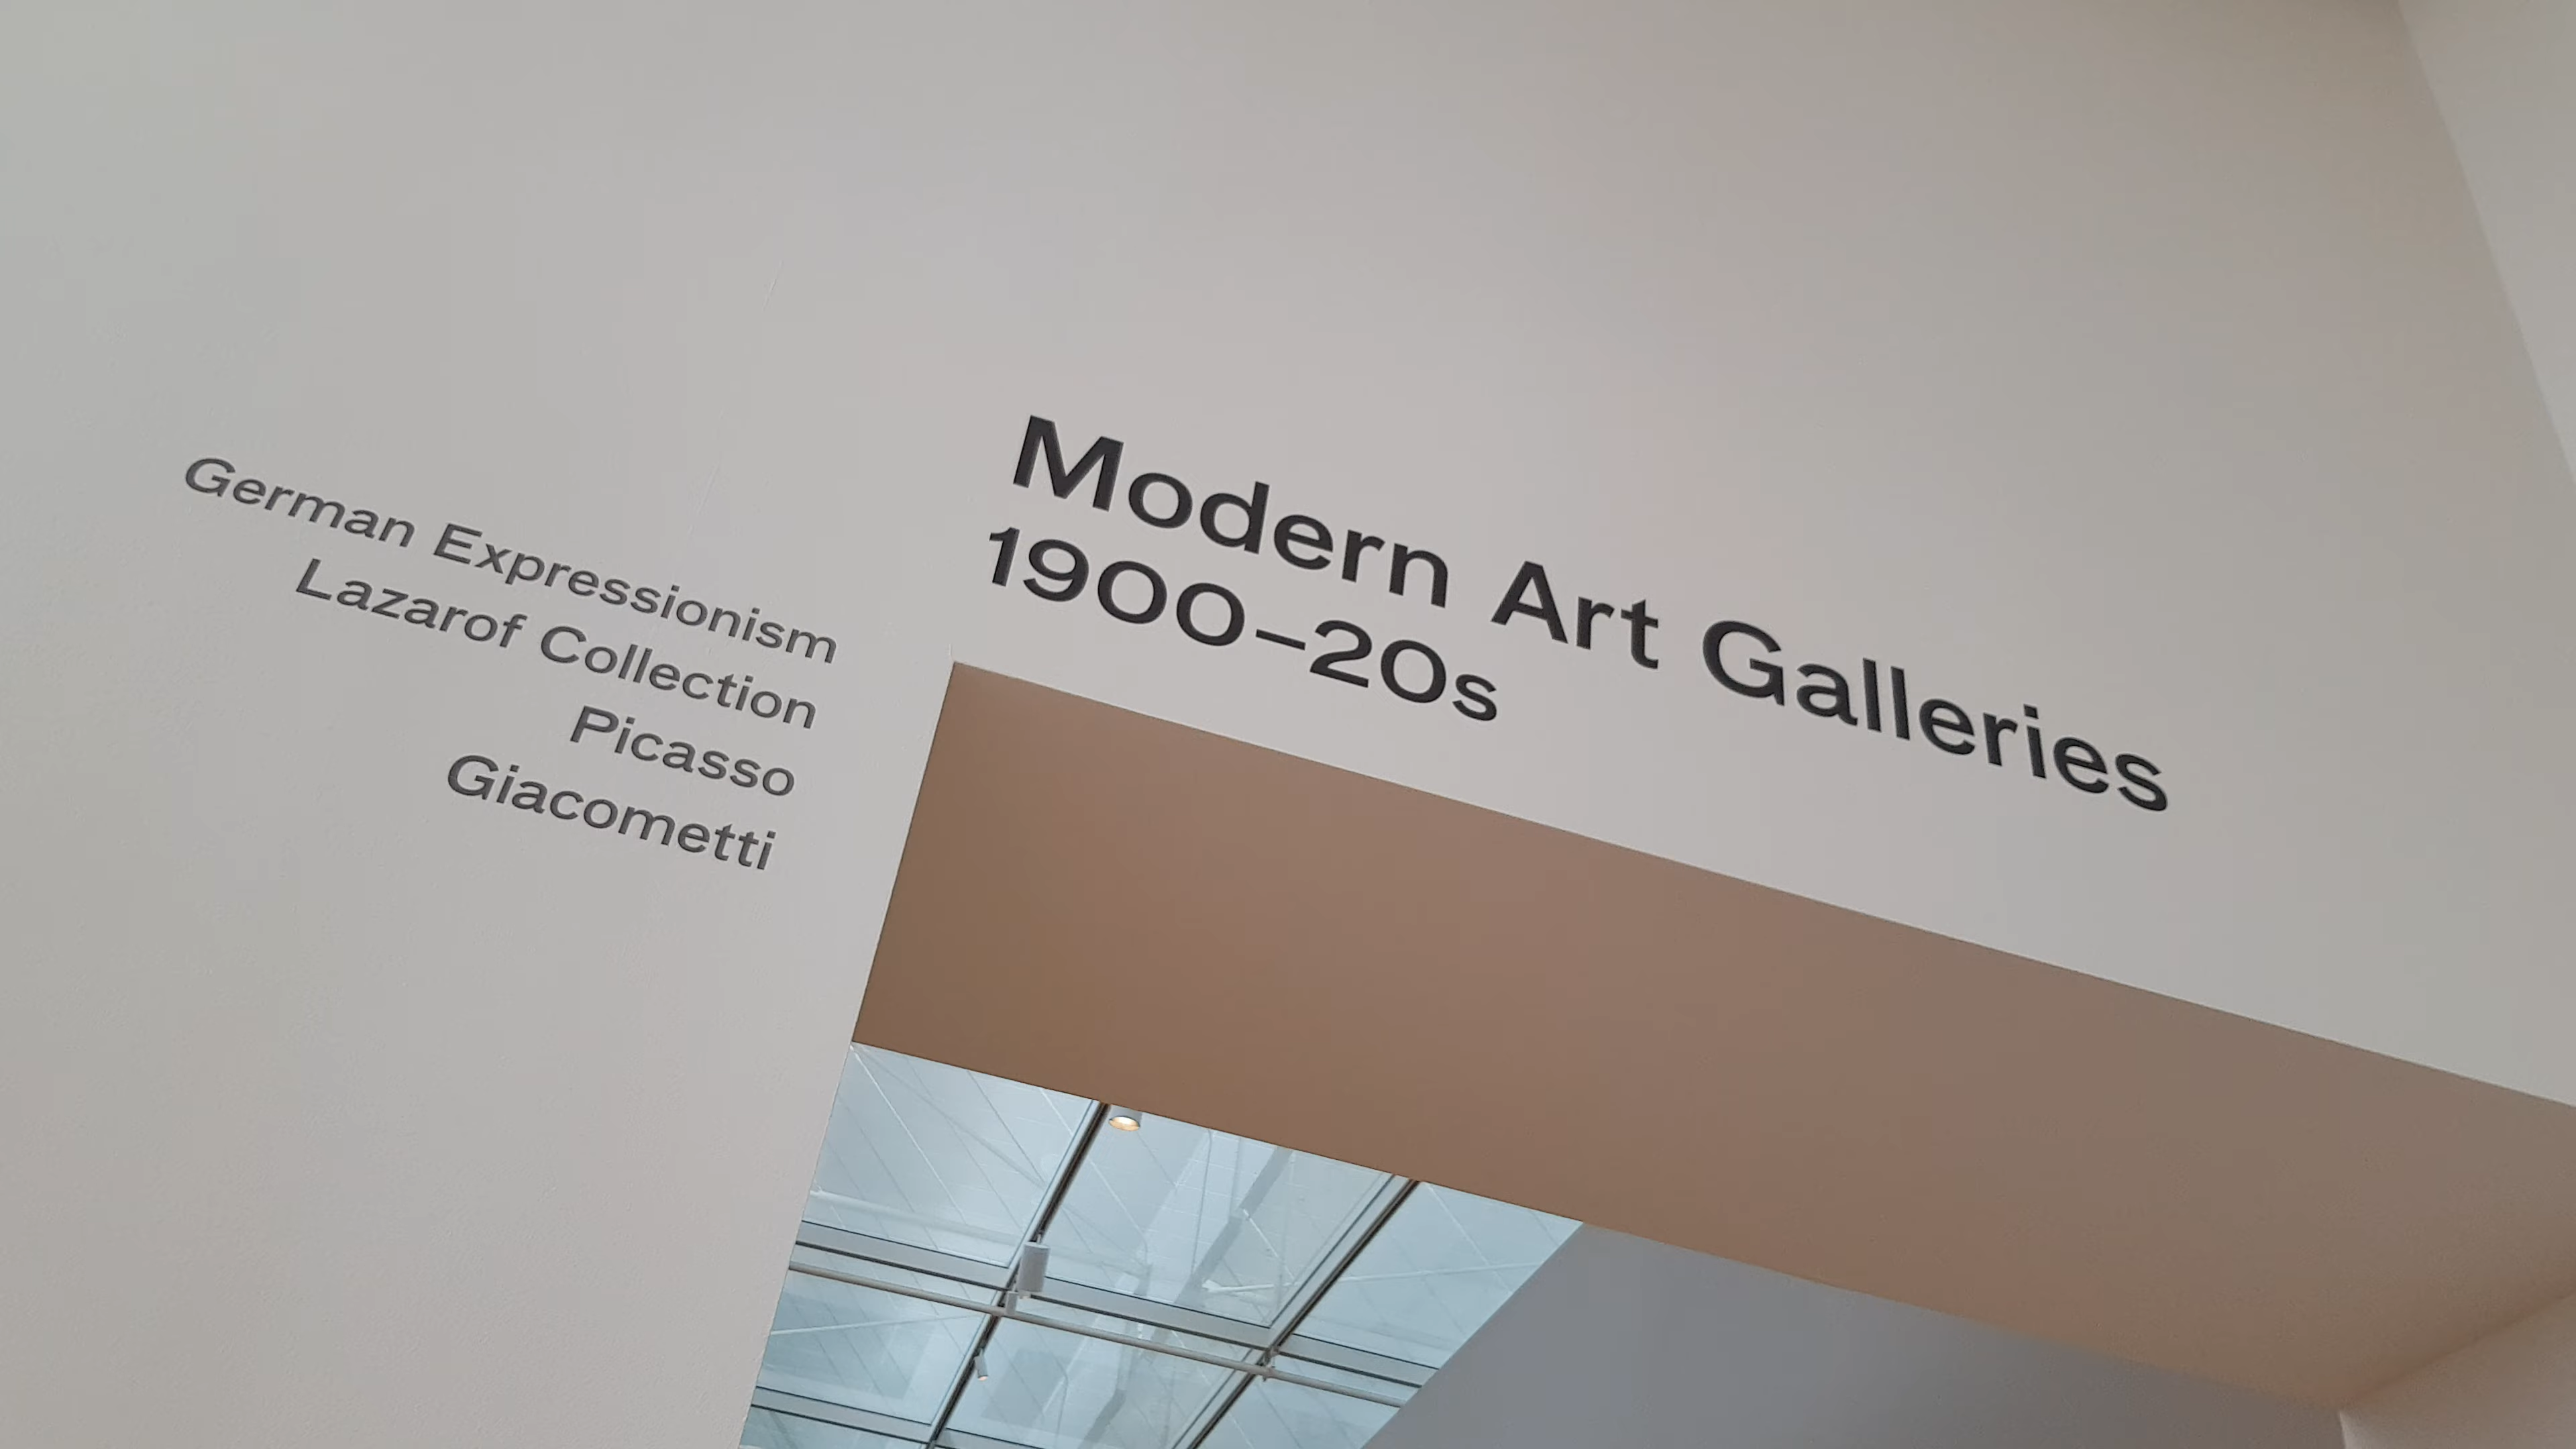 German Expressionism
Lazarof Collection
Picasso
Giacometti
Modern Art Galleries
1900–20s